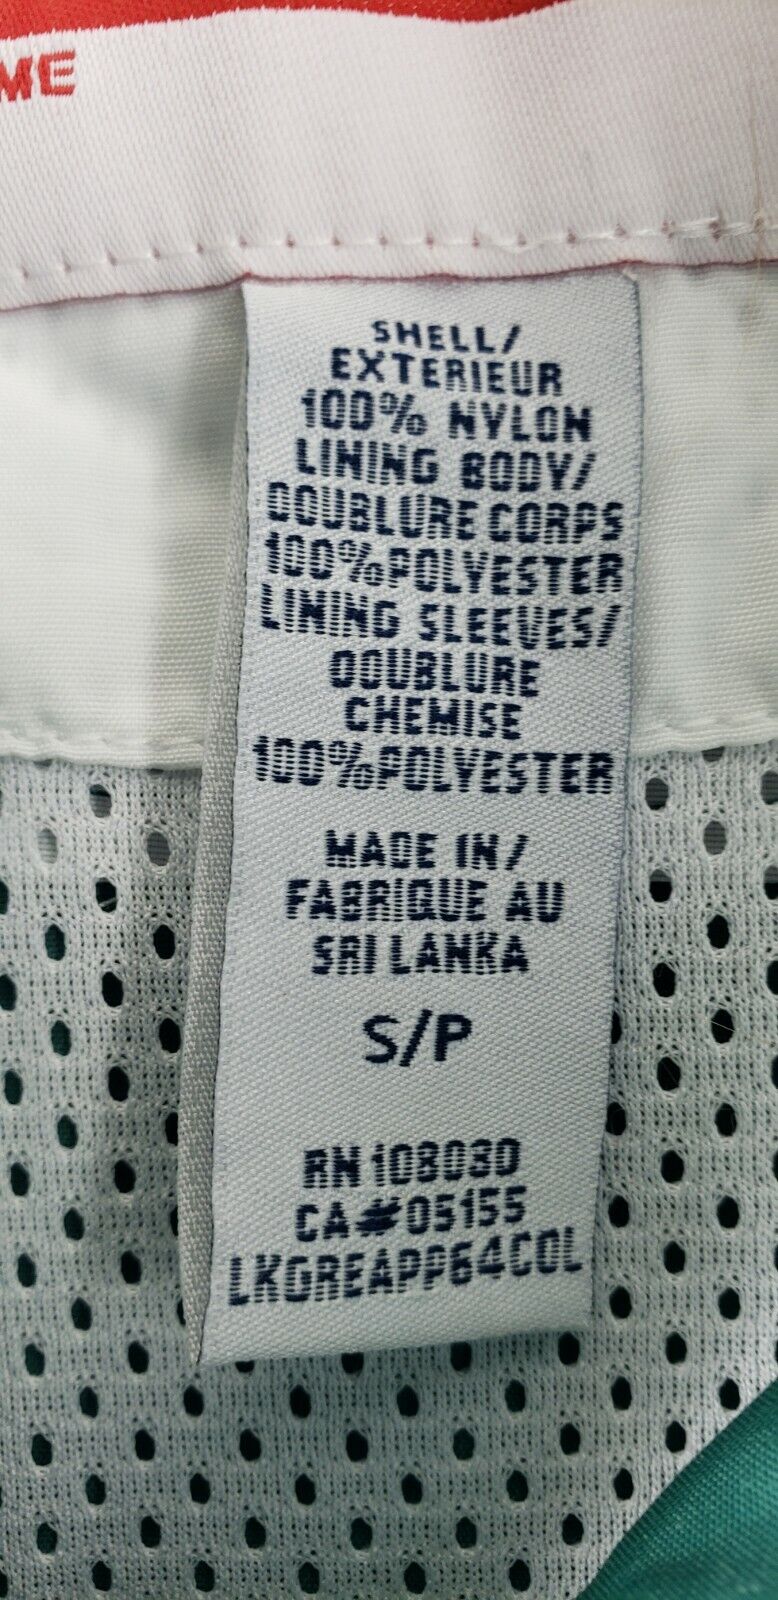 ME
SHELL/
EXTERIEUR
100% NYLON
LINING BODY/
DOUBLURE CORPS
100%POLYESTER
LINING SLEEVES/
DOUBLURE
CHEMISE
100%POLYESTER
MADE IN/
FABRIQUE AU
SRI LANKA
S/P
RN 108080
CA#05155
LKGREAPP64COL